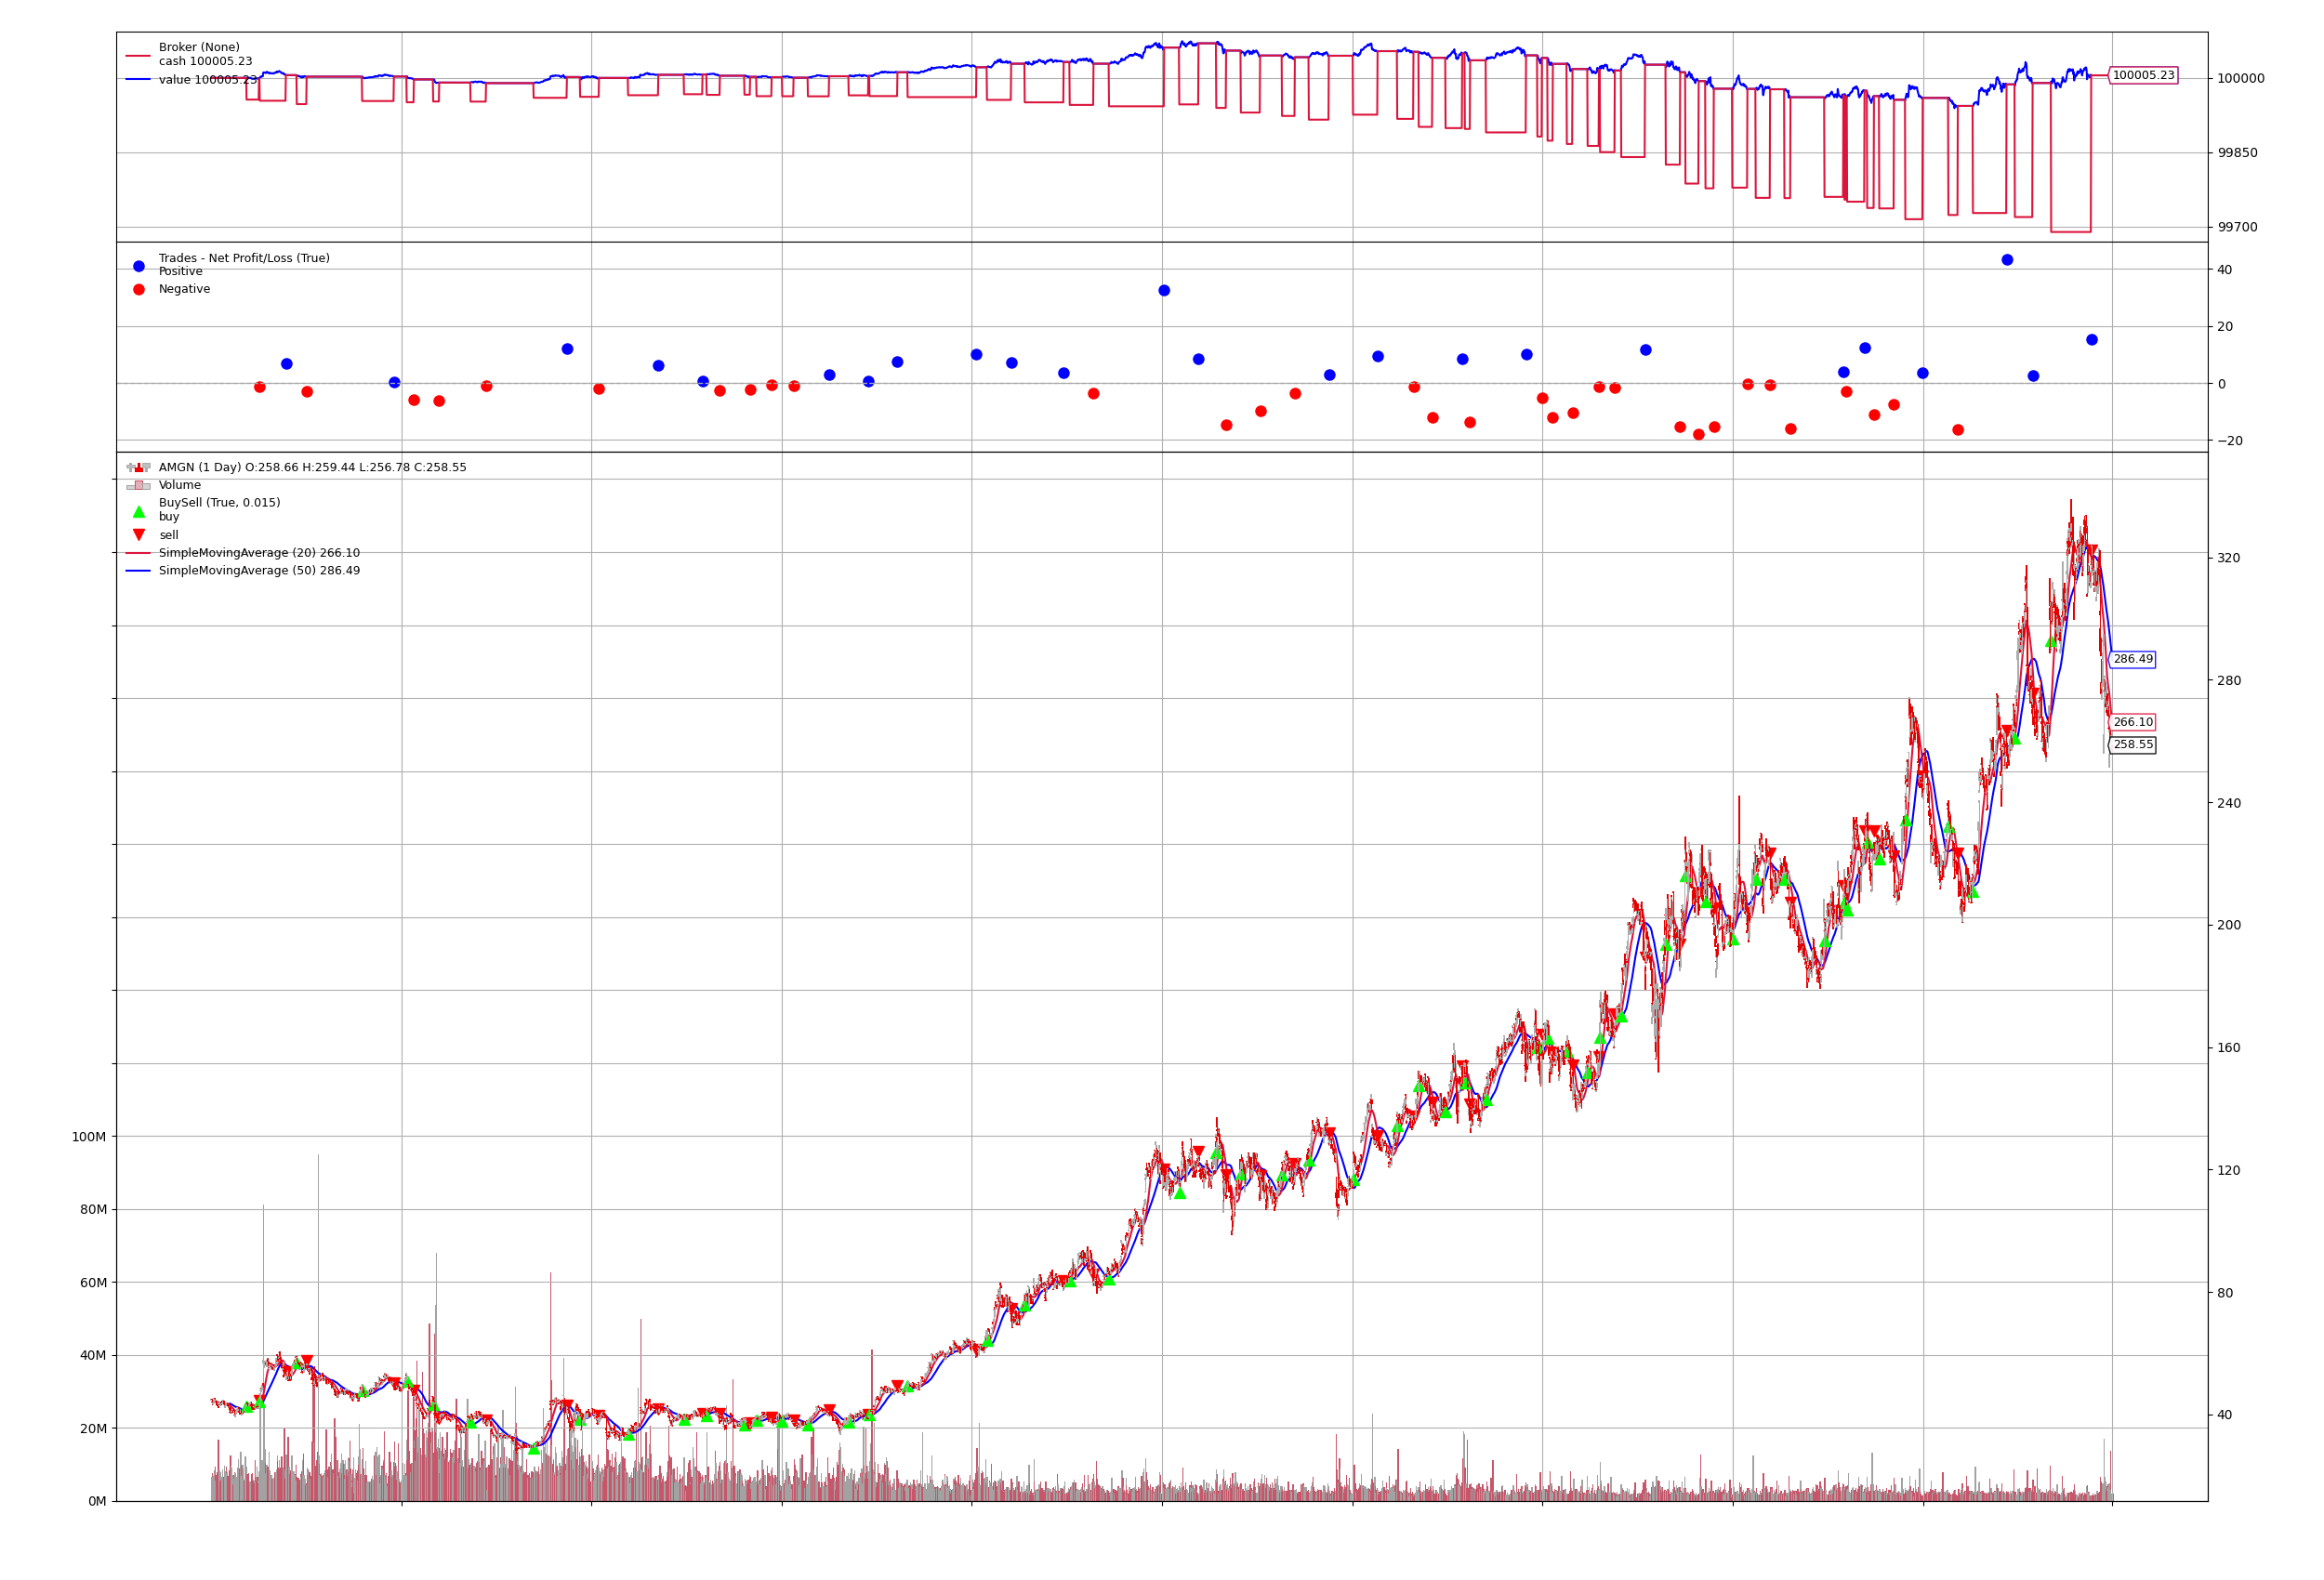 Broker (None)
cash 100005.23
value 100005.23
100005.23
100000
99850
99700
Trades - Net Profit/Loss (True)
Positive
Negative
40
20
0
−20
AMGN (1 Day) O:258.66 H:259.44 L:256.78 C:258.55
Volume
BuySell (True, 0.015)
buy
sell
SimpleMovingAverage (20) 266.10
SimpleMovingAverage (50) 286.49
320
286.49
280
266.10
258.55
240
200
160
120
80
40
100M
80M
60M
40M
20M
0M